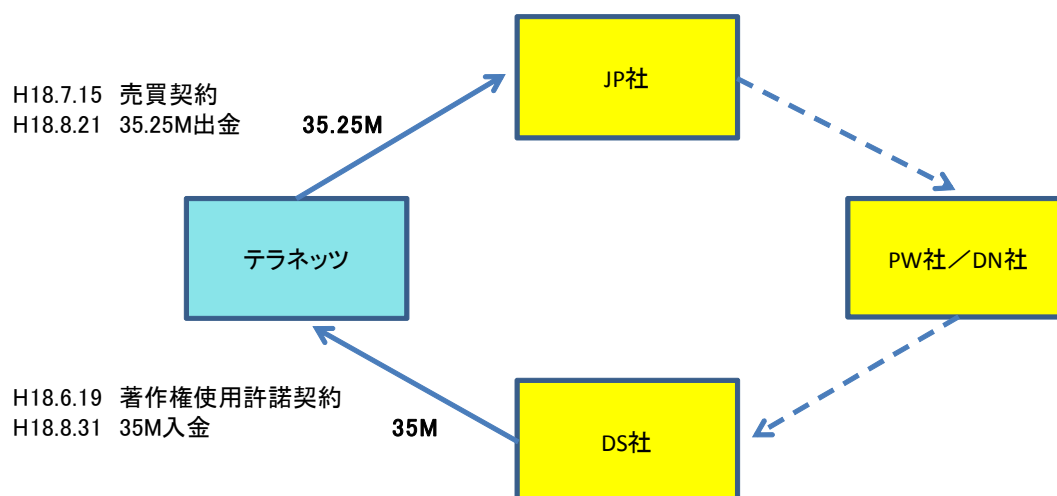 JP社
H18.7.15 売買契約
H18.8.21 35.25M出金
35.25M
テラネッツ
PW社／DN社
H18.6.19 著作権使用許諾契約
H18.8.31 35M入金
35M
DS社